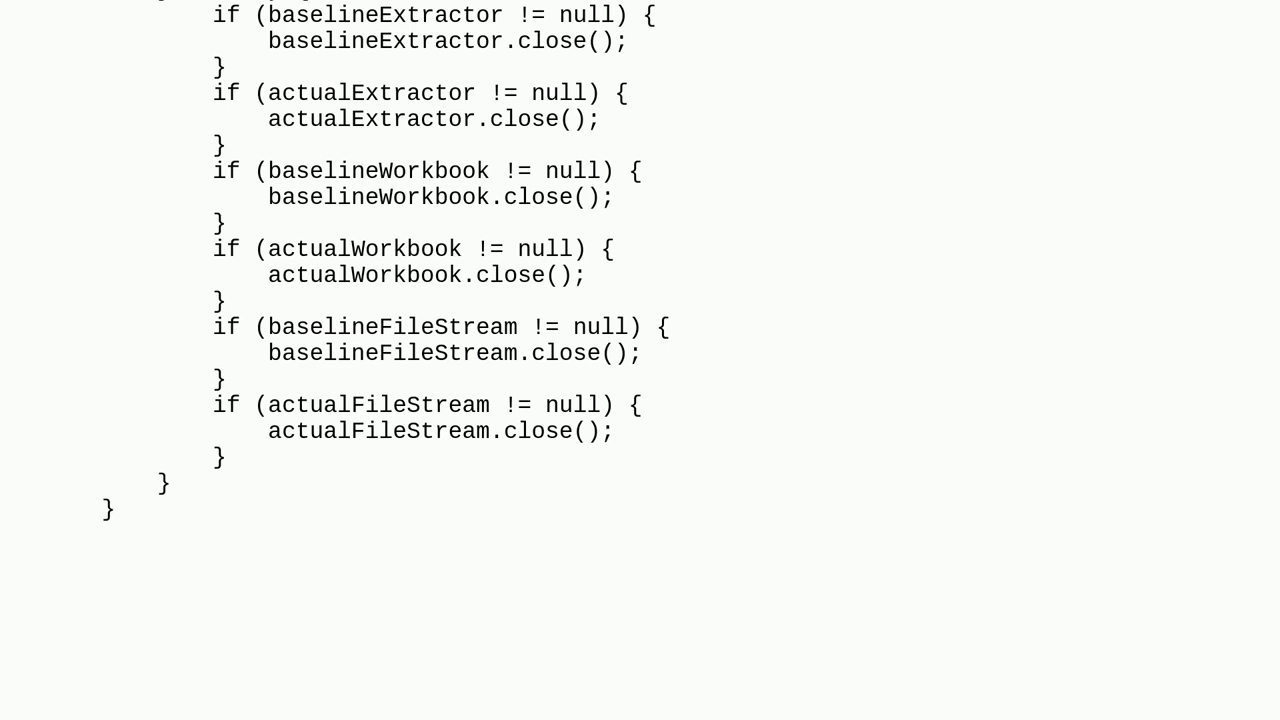 if (baselineExtractor != null) {
baselineExtractor.close();
}
if (actualExtractor != null) {
actualExtractor.close();
}
if (baselineWorkbook != null) {
baselineWorkbook.close();
}
if (actualWorkbook != null) {
actualWorkbook.close();
}
if (baselineFileStream != null) {
baselineFileStream.close();
}
if (actualFileStream != null) {
actualFileStream.close();
}
}
}